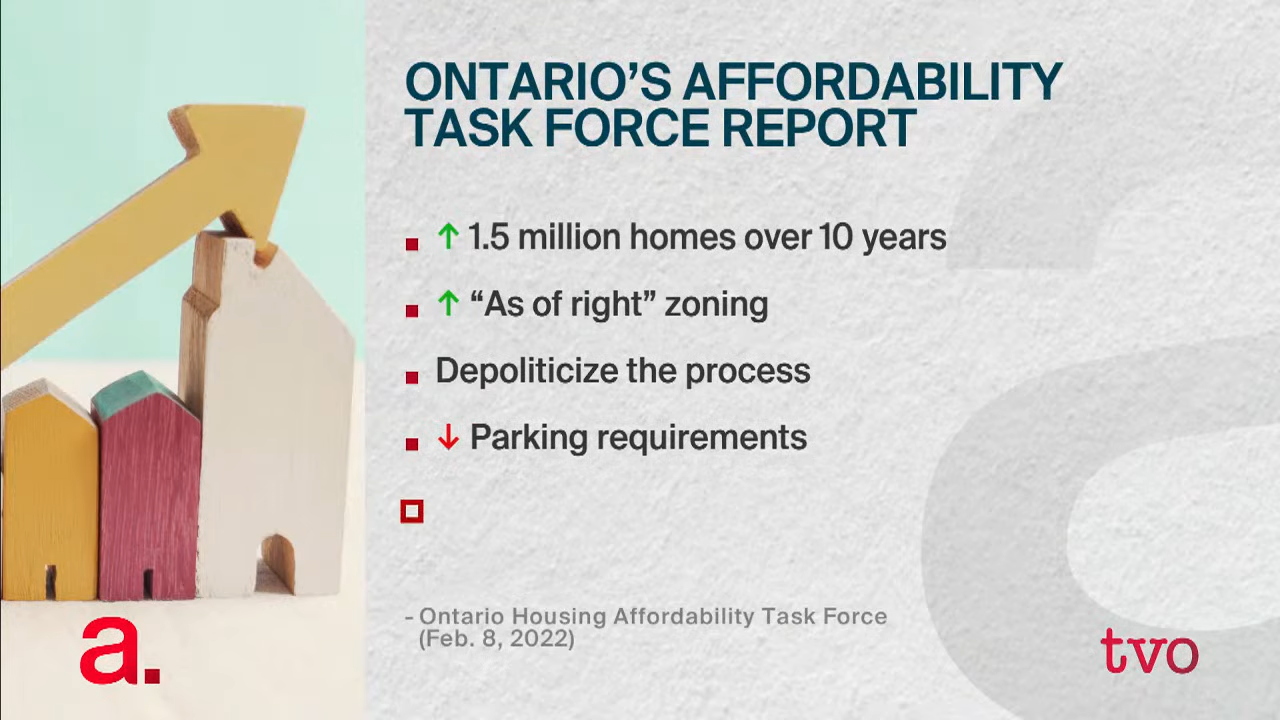 ONTARIO’S AFFORDABILITY
TASK FORCE REPORT
↑ 1.5 million homes over 10 years
↑ “As of right” zoning
Depoliticize the process
↓ Parking requirements
- Ontario Housing Affordability Task Force
(Feb. 8, 2022)
a.
tvo